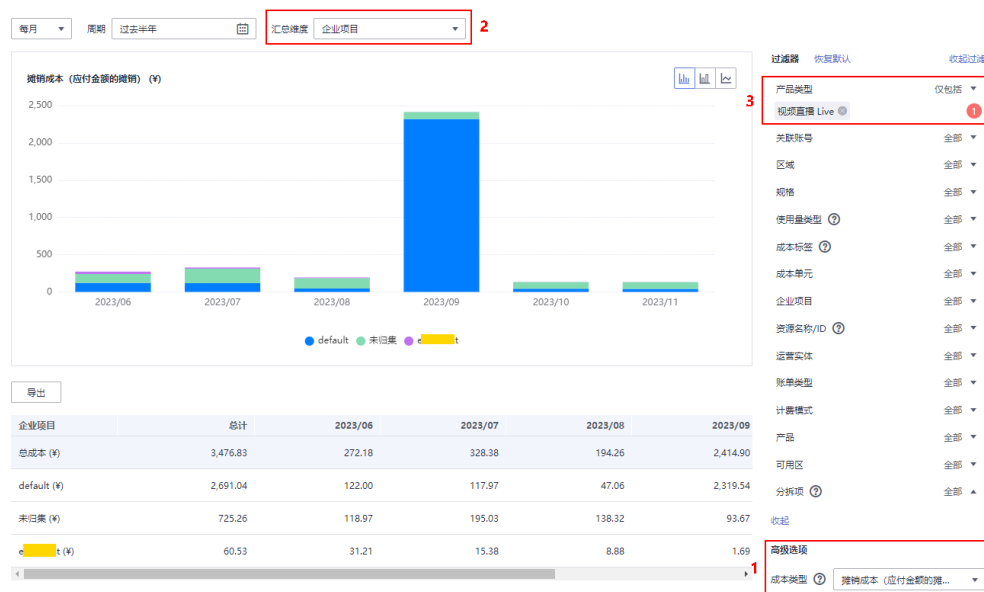 每月 周期 过去半年 汇总维度 企业项目 2
摊销成本（应付金额的摊销）(¥)
2,500
2,000
1,500
1,000
500
0
2023/06 2023/07 2023/08 2023/09 2023/10 2023/11
default 未归集 e t
导出
企业项目 总计 2023/06 2023/07 2023/08 2023/09
总成本 (¥) 3,476.83 272.18 328.38 194.26 2,414.90
default (¥) 2,691.04 122.00 117.97 47.06 2,319.54
未归集 (¥) 725.26 118.97 195.03 138.32 93.67
e t (¥) 60.53 31.21 15.38 8.88 1.69
过滤器 恢复默认 收起过滤
3 产品类型 仅包括
视频直播 Live 1
关联账号 全部
区域 全部
规格 全部
使用量类型 ? 全部
成本标签 ? 全部
成本单元 全部
企业项目 全部
资源名称/ID ? 全部
运营实体 全部
账单类型 全部
计费模式 全部
产品 全部
可用区 全部
分拆项 ? 全部
收起
1 高级选项
成本类型 ? 摊销成本（应付金额的摊...